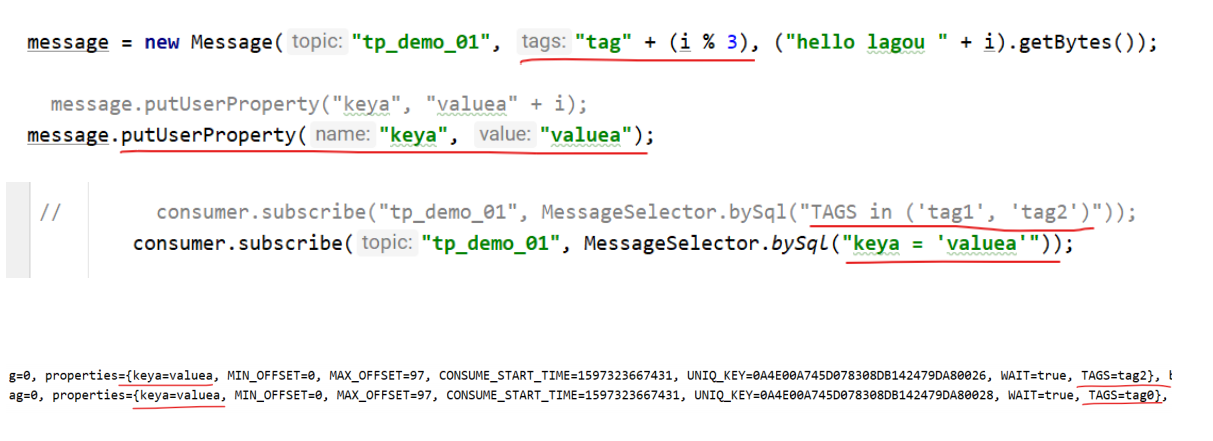 message = new Message( topic: "tp_demo_01", tags: "tag" + (i % 3), ("hello lagou " + i).getBytes());
message.putUserProperty("keya", "valuea" + i);
message.putUserProperty( name: "keya", value: "valuea");
// consumer.subscribe("tp_demo_01", MessageSelector.bySql("TAGS in ('tag1', 'tag2')"));
consumer.subscribe( topic: "tp_demo_01", MessageSelector.bySql("keya = 'valuea'"));
g=0, properties={keya=valuea, MIN_OFFSET=0, MAX_OFFSET=97, CONSUME_START_TIME=1597323667431, UNIQ_KEY=0A4E00A745D078308DB142479DA80026, WAIT=true, TAGS=tag2},
ag=0, properties={keya=valuea, MIN_OFFSET=0, MAX_OFFSET=97, CONSUME_START_TIME=1597323667431, UNIQ_KEY=0A4E00A745D078308DB142479DA80028, WAIT=true, TAGS=tag0},